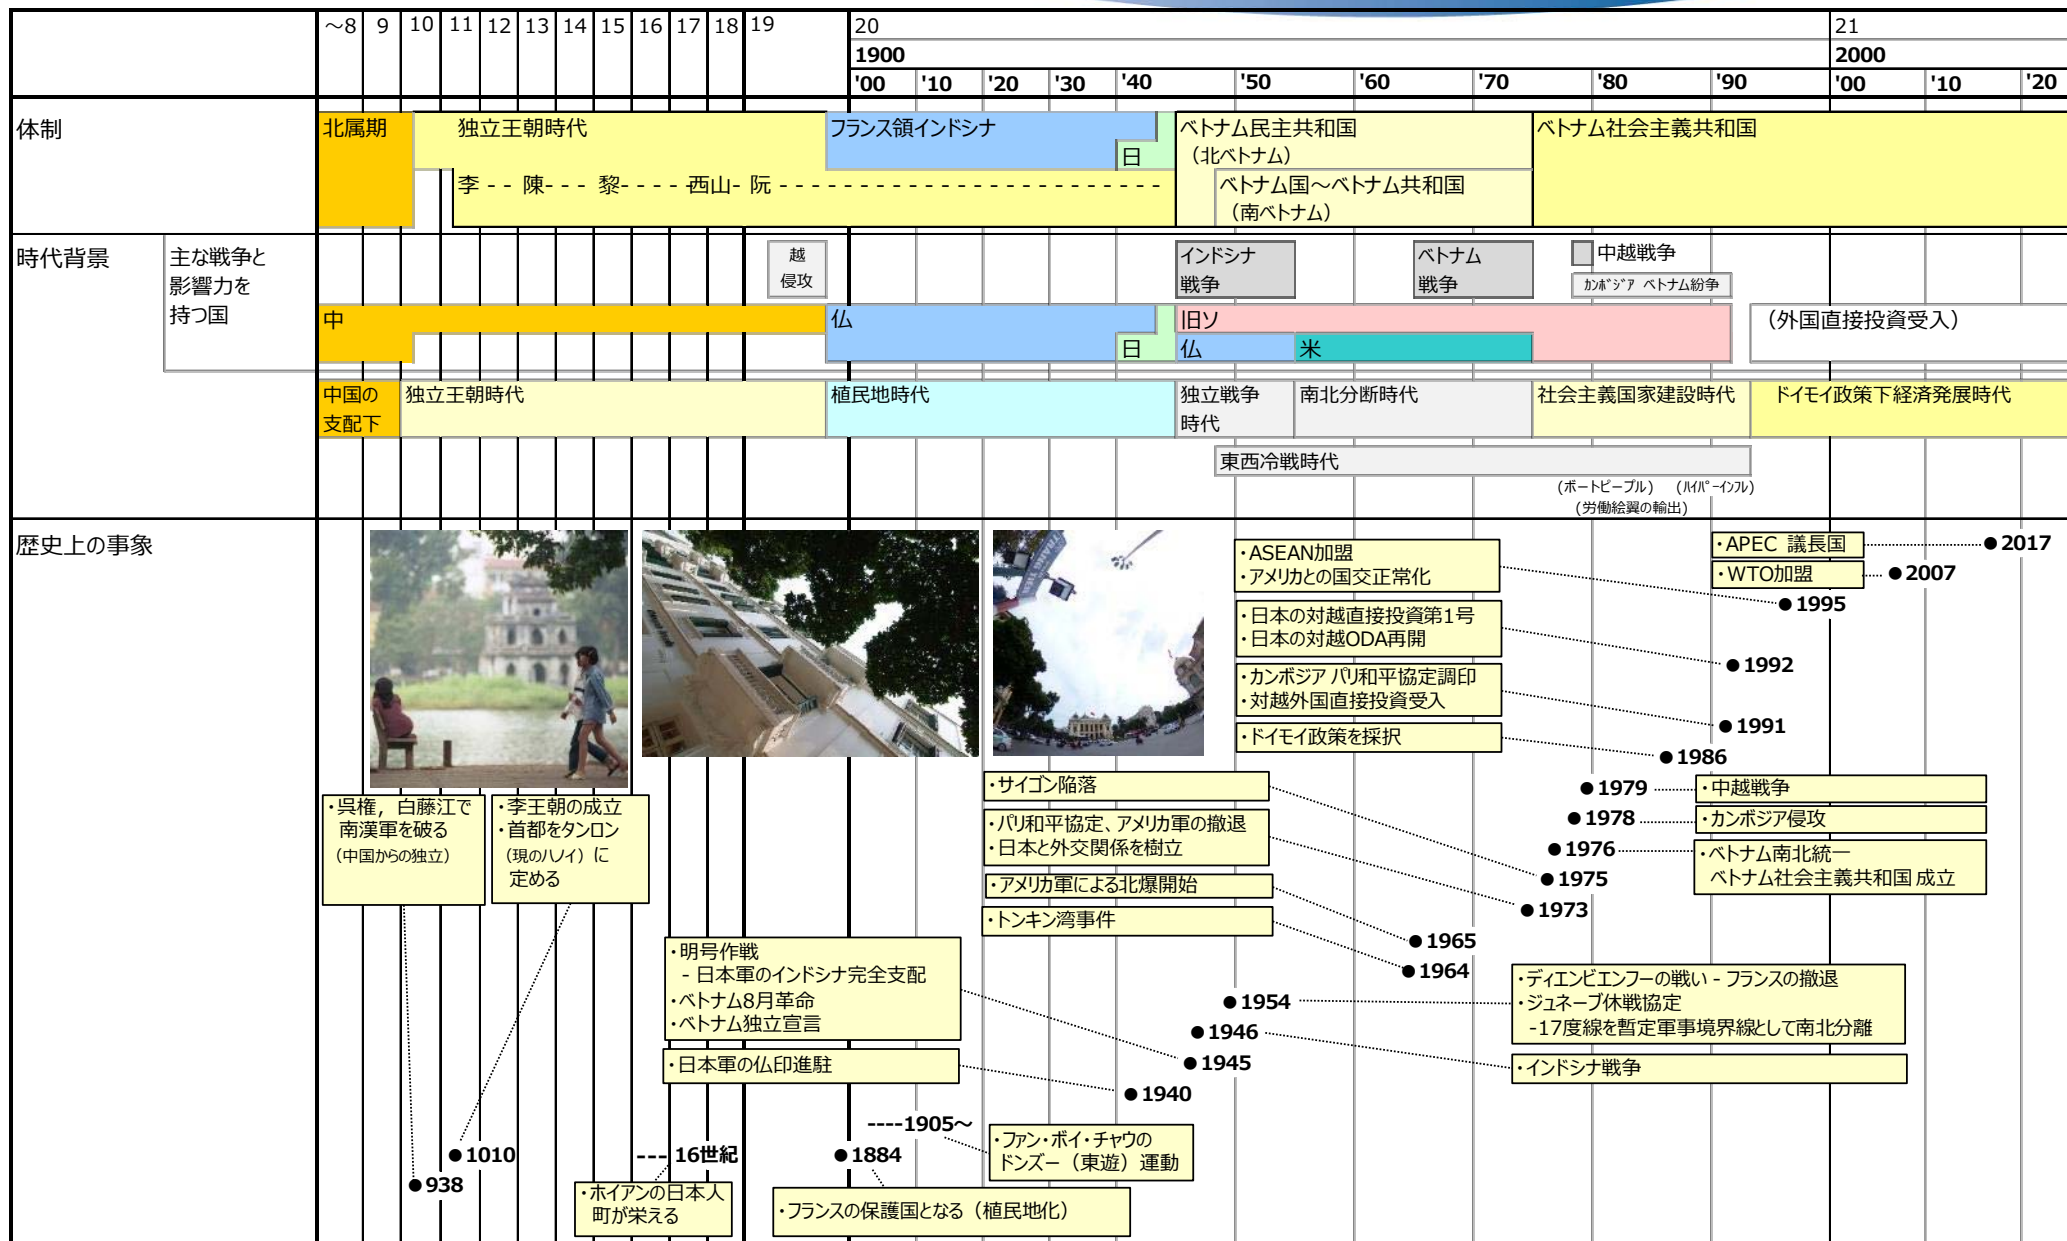 ～8 9 10 11 12 13 14 15 16 17 18 19 20 21
1900 2000
'00 '10 '20 '30 '40 '50 '60 '70 '80 '90 '00 '10 '20
体制
北属期 独立王朝時代 フランス領インドシナ ベトナム民主共和国 ベトナム社会主義共和国
日 （北ベトナム）
李 - - 陳- - - 黎- - - - 西山- 阮 - - - - - - - - - - - - - - - - - - - - - - - -
ベトナム国～ベトナム共和国
（南ベトナム）
時代背景
主な戦争と
影響力を
持つ国
越
侵攻
インドシナ
戦争
ベトナム
戦争
中越戦争
ｶﾝﾎﾞｼﾞｱ ベトナム紛争
中 仏 旧ソ （外国直接投資受入）
日 仏 米
中国の
支配下
独立王朝時代
植民地時代
独立戦争
時代
南北分断時代
社会主義国家建設時代
ドイモイ政策下経済発展時代
東西冷戦時代
（ボートピープル） （ﾊｲﾊﾟｰｲﾝﾌﾚ）
（労働絵翼の輸出）
歴史上の事象
・ASEAN加盟
・アメリカとの国交正常化
・APEC 議長国
● 2017
・WTO加盟
● 2007
● 1995
・日本の対越直接投資第1号
・日本の対越ODA再開
● 1992
・カンボジア パリ和平協定調印
・対越外国直接投資受入
● 1991
・ドイモイ政策を採択
● 1986
・サイゴン陥落
● 1979
・中越戦争
・呉権，白藤江で
南漢軍を破る
（中国からの独立）
・李王朝の成立
・首都をタンロン
（現のハノイ）に
定める
・パリ和平協定、アメリカ軍の撤退
・日本と外交関係を樹立
● 1978
・カンボジア侵攻
● 1976
・ベトナム南北統一
ベトナム社会主義共和国 成立
● 1975
・アメリカ軍による北爆開始
● 1973
・トンキン湾事件
● 1965
● 1964
・明号作戦
- 日本軍のインドシナ完全支配
・ベトナム8月革命
・ベトナム独立宣言
・ディエンビエンフーの戦い - フランスの撤退
・ジュネーブ休戦協定
-17度線を暫定軍事境界線として南北分離
● 1954
● 1946
・日本軍の仏印進駐
● 1945
・インドシナ戦争
● 1940
----1905～
・ファン・ボイ・チャウの
ドンズー（東遊）運動
● 1010
--- 16世紀
● 1884
● 938
・ホイアンの日本人
町が栄える
・フランスの保護国となる（植民地化）